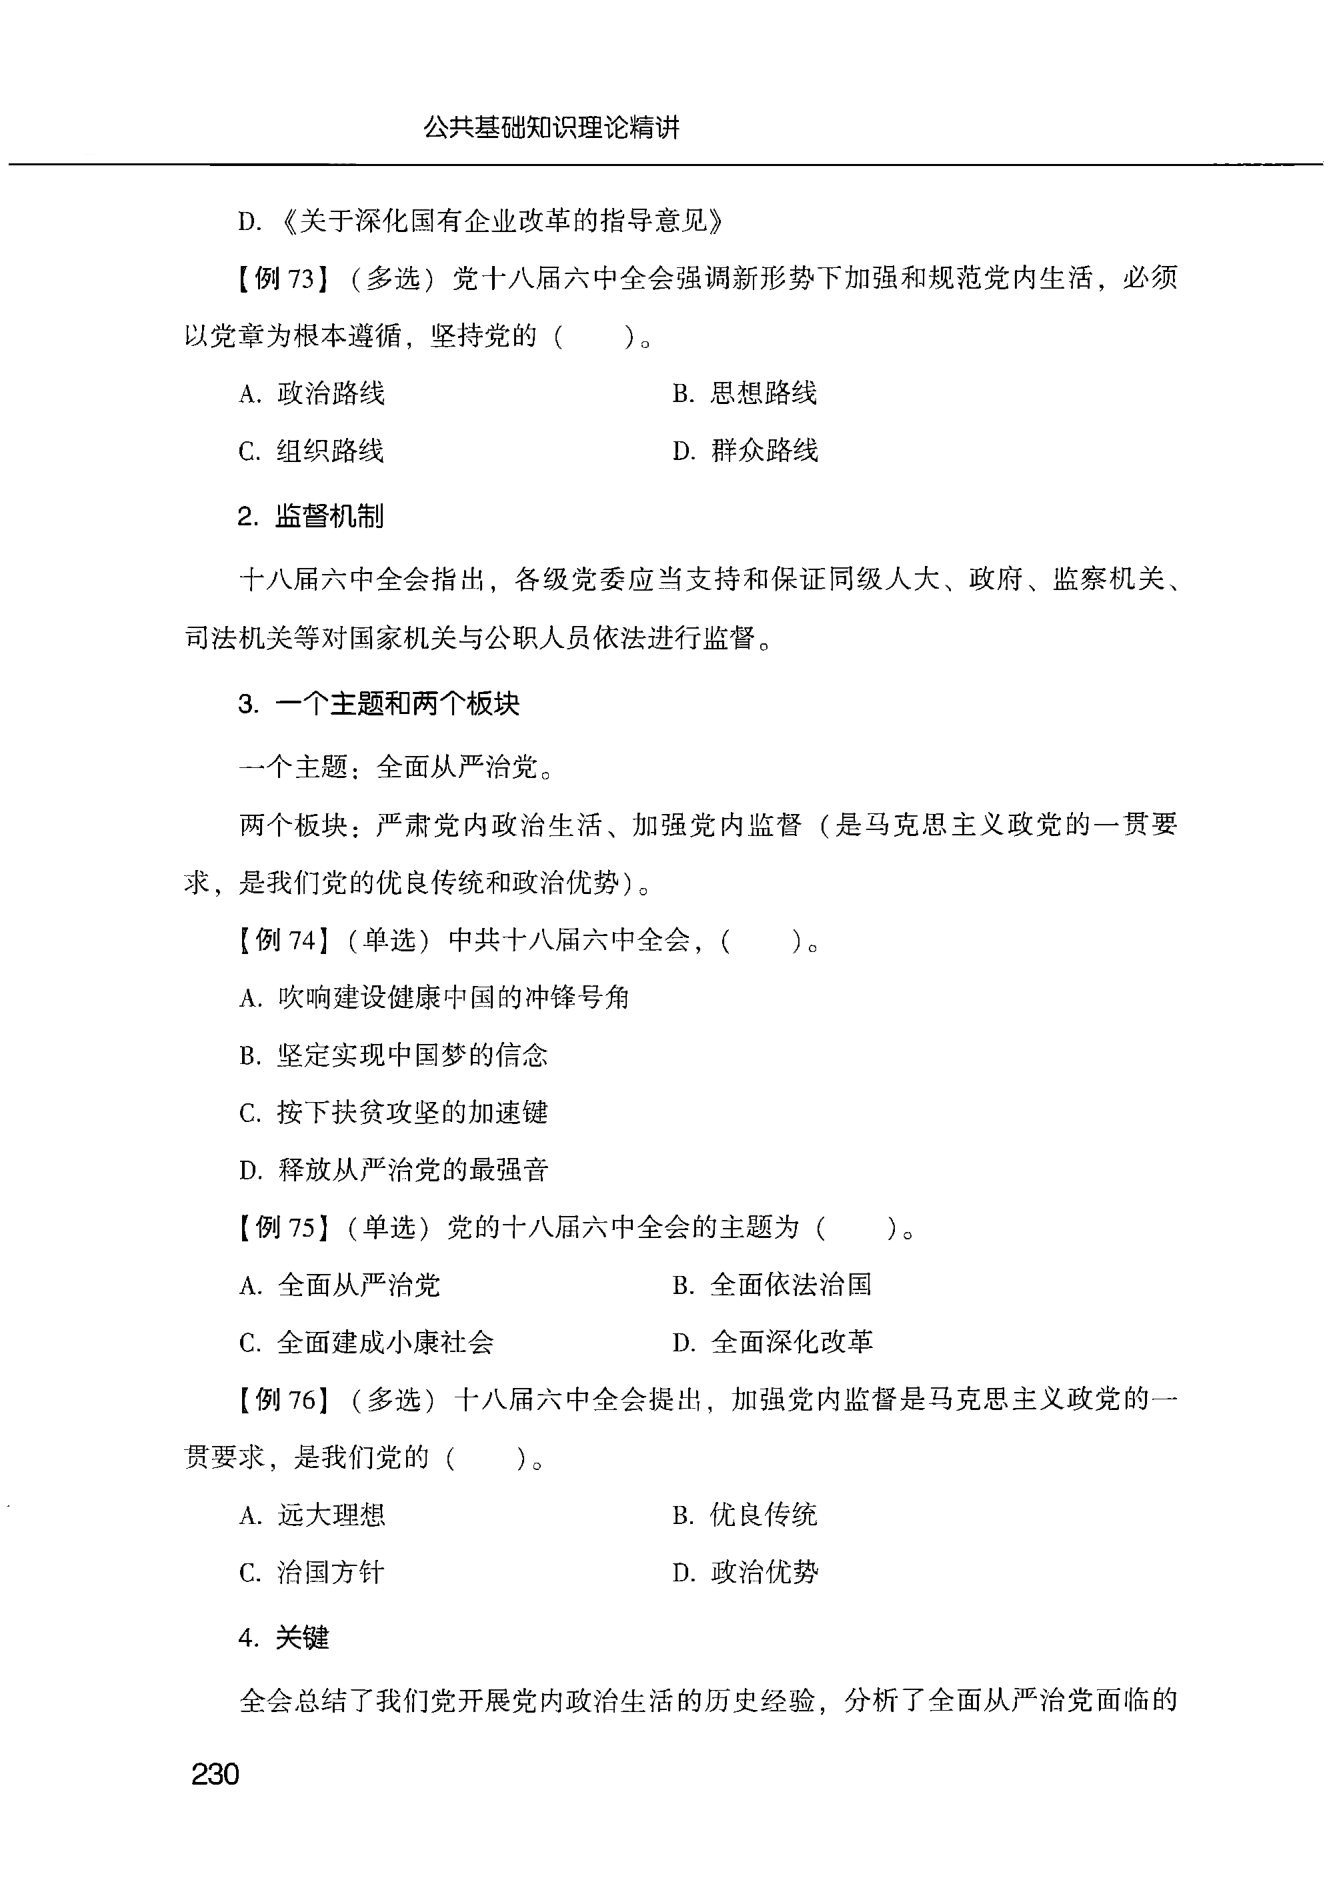 公共基础知识理论精讲
D. 《关于深化国有企业改革的指导意见》
【例 73】（多选）党十八届六中全会强调新形势下加强和规范党内生活，必须
以党章为根本遵循，坚持党的（　　）。
A. 政治路线 B. 思想路线
C. 组织路线 D. 群众路线
2. 监督机制
十八届六中全会指出，各级党委应当支持和保证同级人大、政府、监察机关、
司法机关等对国家机关与公职人员依法进行监督。
3. 一个主题和两个板块
一个主题：全面从严治党。
两个板块：严肃党内政治生活、加强党内监督（是马克思主义政党的一贯要
求，是我们党的优良传统和政治优势）。
【例 74】（单选）中共十八届六中全会，（　　）。
A. 吹响建设健康中国的冲锋号角
B. 坚定实现中国梦的信念
C. 按下扶贫攻坚的加速键
D. 释放从严治党的最强音
【例 75】（单选）党的十八届六中全会的主题为（　　）。
A. 全面从严治党 B. 全面依法治国
C. 全面建成小康社会 D. 全面深化改革
【例 76】（多选）十八届六中全会提出，加强党内监督是马克思主义政党的一
贯要求，是我们党的（　　）。
A. 远大理想 B. 优良传统
C. 治国方针 D. 政治优势
4. 关键
全会总结了我们党开展党内政治生活的历史经验，分析了全面从严治党面临的
230